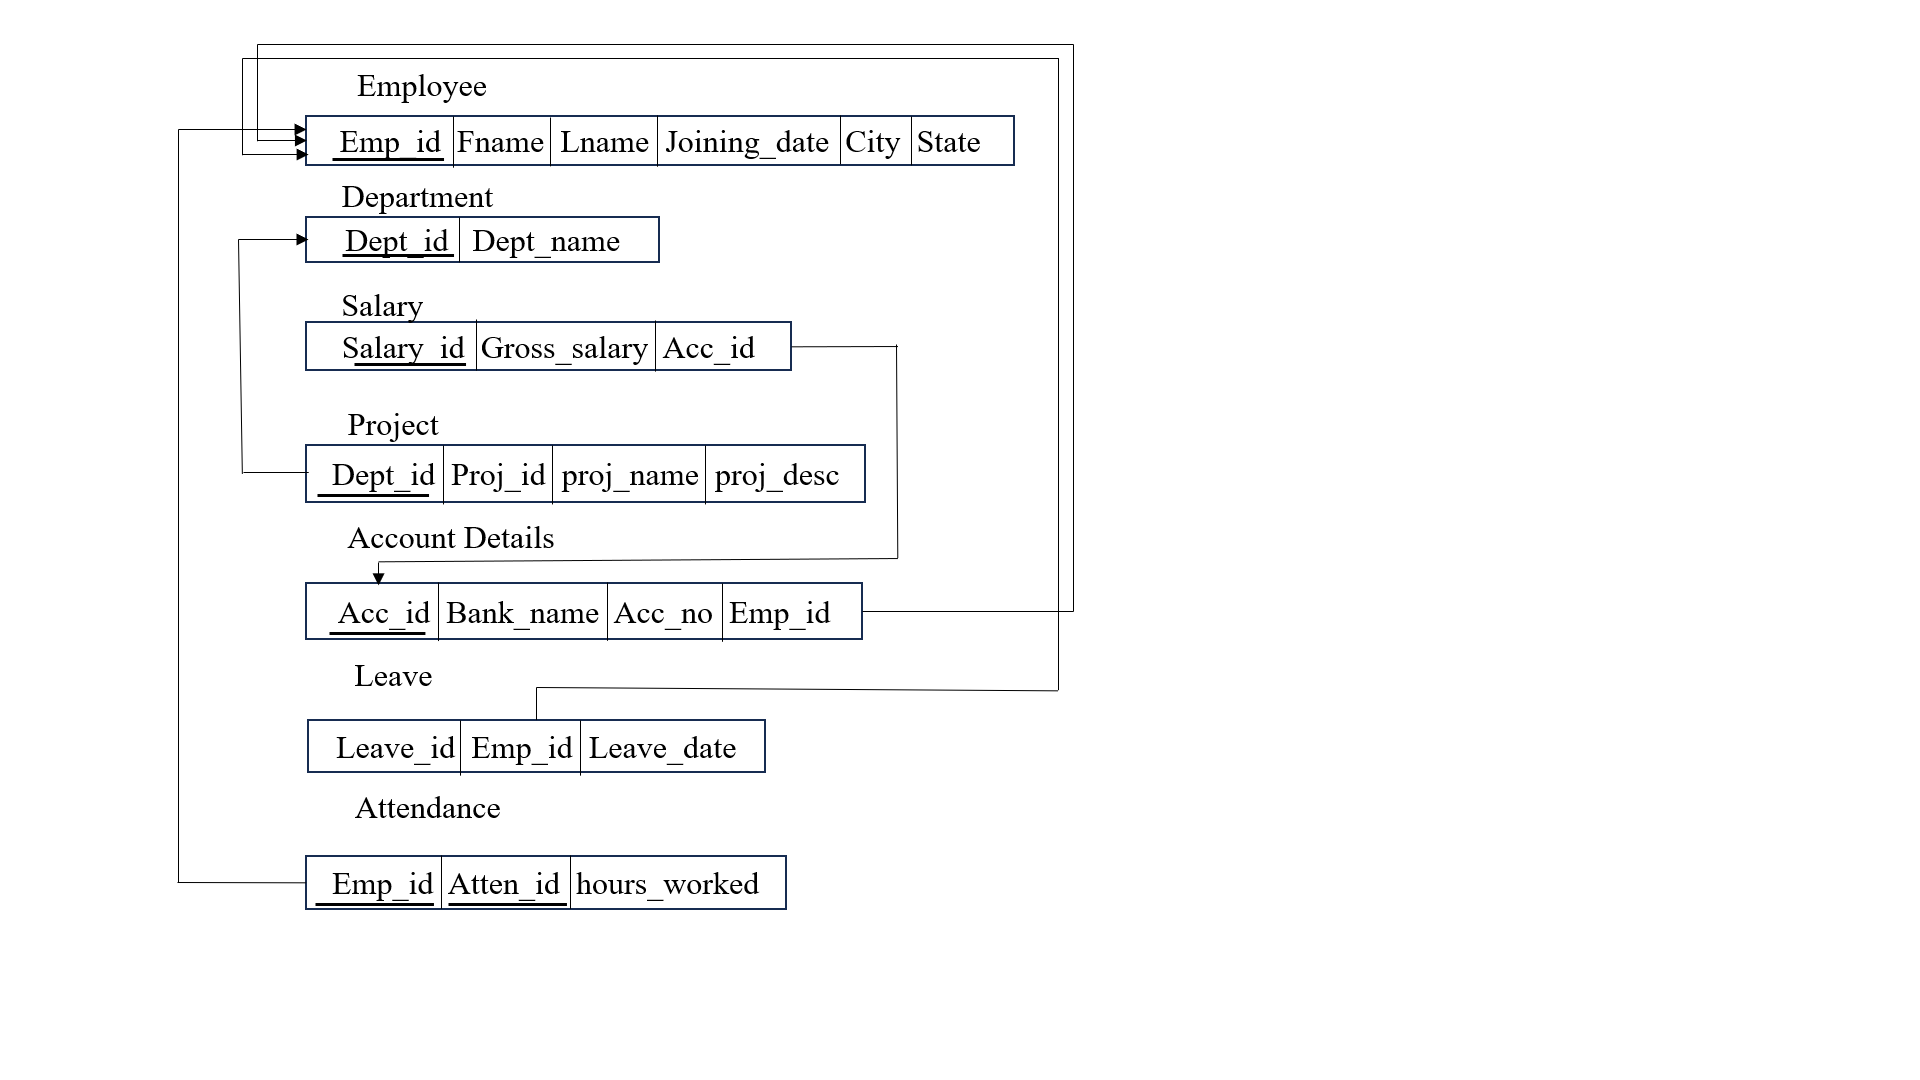 Employee
Emp_id Fname Lname Joining_date City State
Department
Dept_id Dept_name
Salary
Salary_id Gross_salary Acc_id
Project
Dept_id Proj_id proj_name proj_desc
Account Details
Acc_id Bank_name Acc_no Emp_id
Leave
Leave_id Emp_id Leave_date
Attendance
Emp_id Atten_id hours_worked